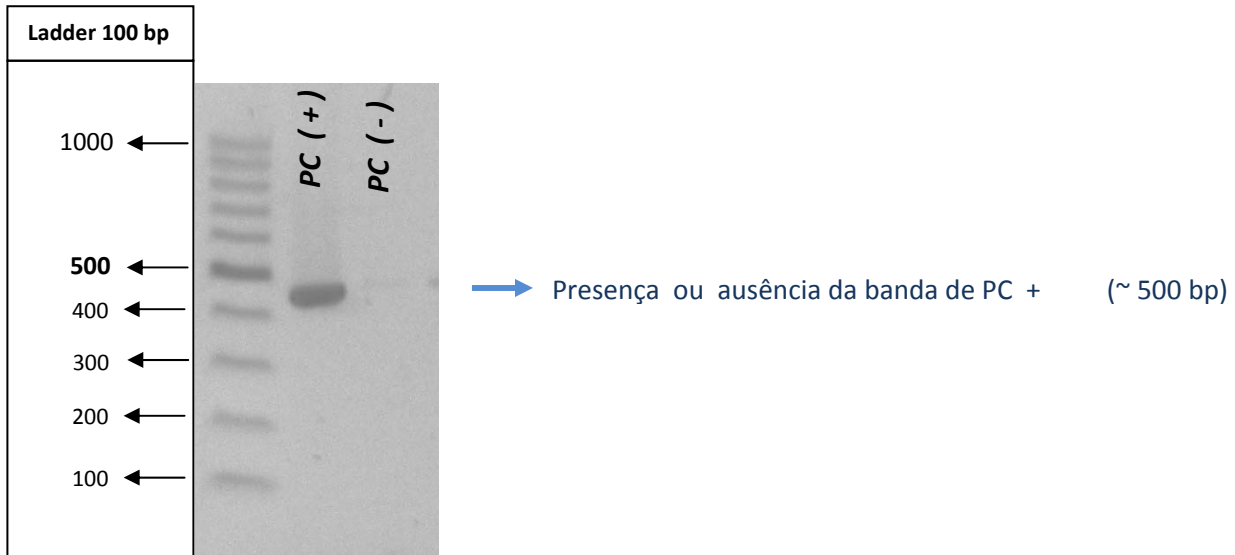 Ladder 100 bp
PC (+)
PC (-)
1000
500
400
300
200
100
Presença ou ausência da banda de PC + (~ 500 bp)